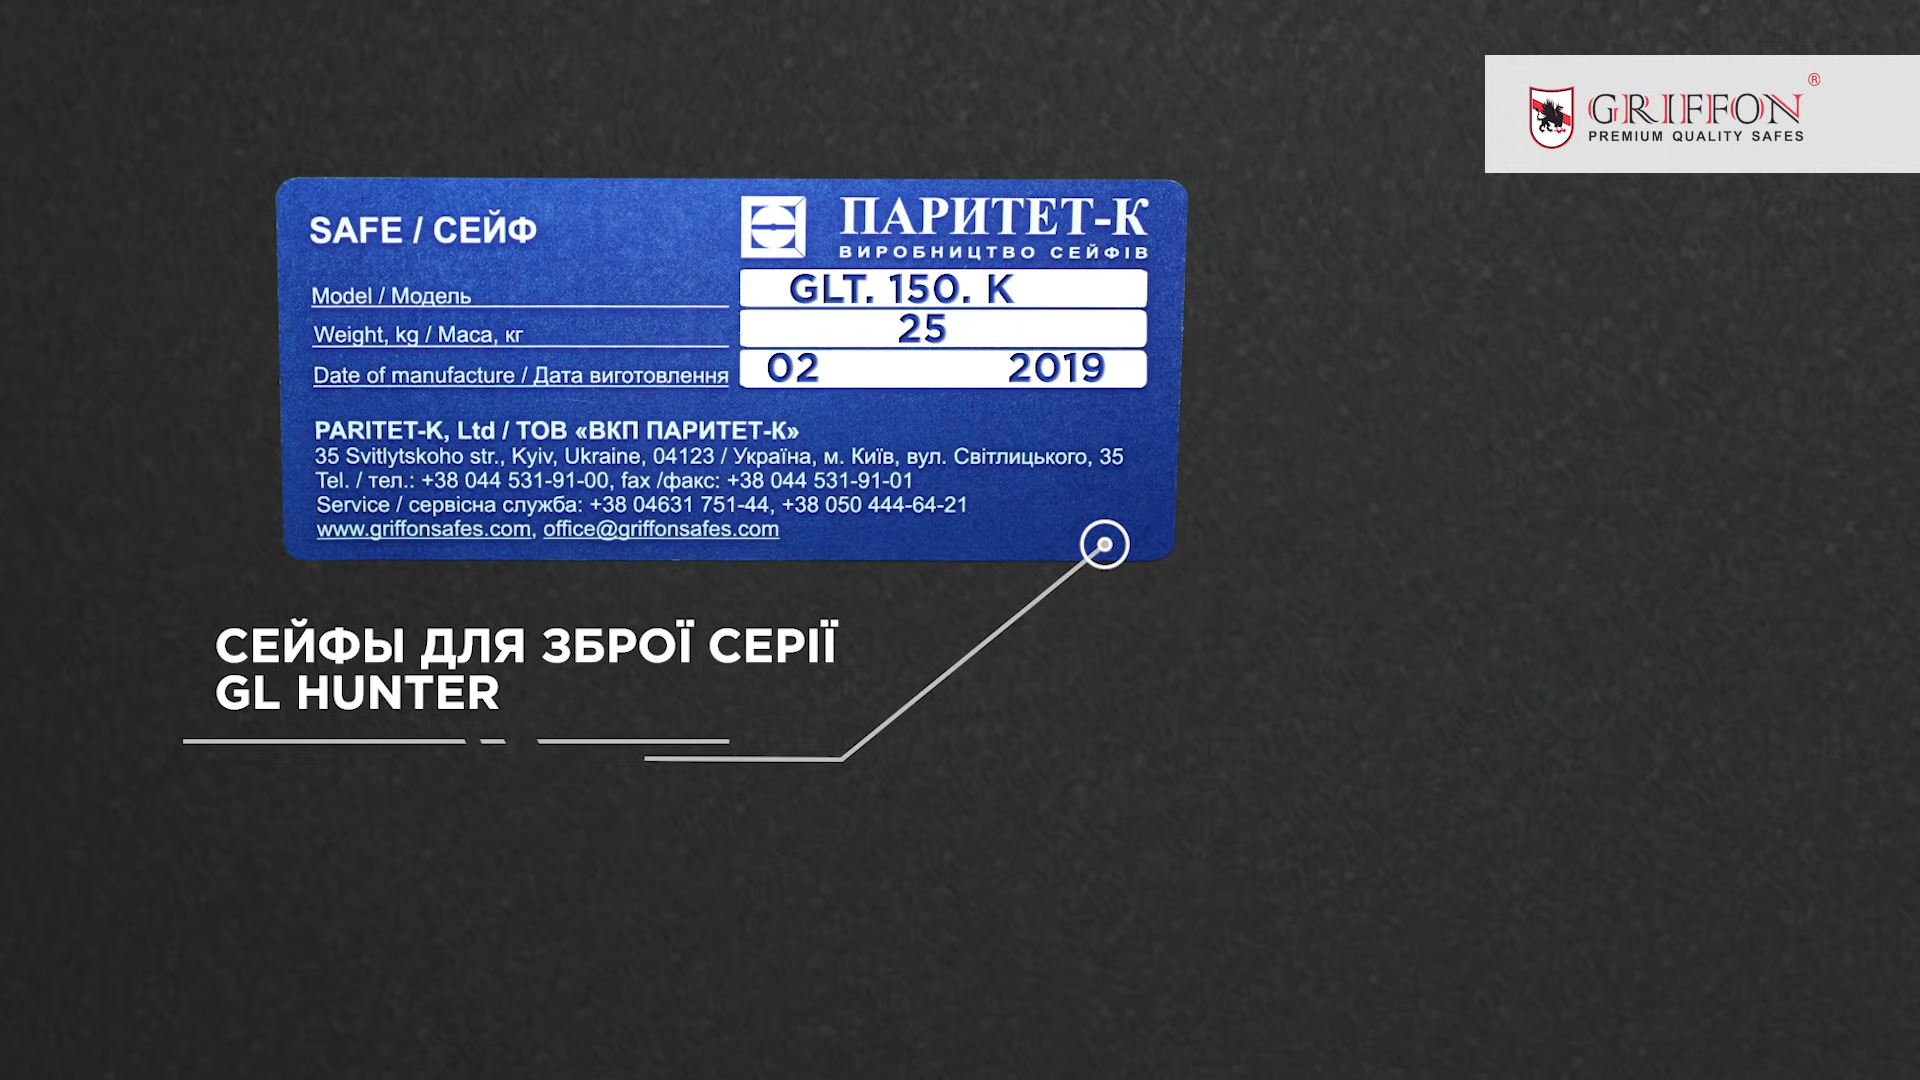 GRIFFON ®
PREMIUM QUALITY SAFES
SAFE / СЕЙФ
ПАРИТЕТ-К
ВИРОБНИЦТВО СЕЙФІВ
Model / Модель GLT. 150. K
Weight, kg / Маса, кг 25
Date of manufacture / Дата виготовлення 02 2019
PARITET-K, Ltd / ТОВ «ВКП ПАРИТЕТ-К»
35 Svitlytskoho str., Kyiv, Ukraine, 04123 / Україна, м. Київ, вул. Світлицького, 35
Tel. / тел.: +38 044 531-91-00, fax /факс: +38 044 531-91-01
Service / сервісна служба: +38 04631 751-44, +38 050 444-64-21
www.griffonsafes.com, office@griffonsafes.com
СЕЙФЫ ДЛЯ ЗБРОЇ СЕРІЇ
GL HUNTER